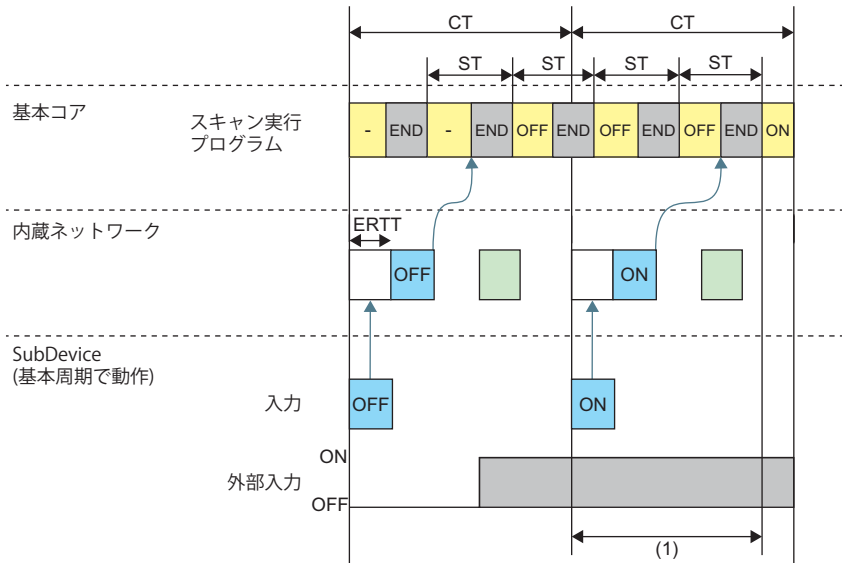 CT CT
ST ST ST ST
基本コア
スキャン実行
プログラム
- END - END OFF END OFF END OFF END ON
内蔵ネットワーク
ERTT
OFF ON
SubDevice
(基本周期で動作)
入力
OFF ON
ON
外部入力
OFF
(1)